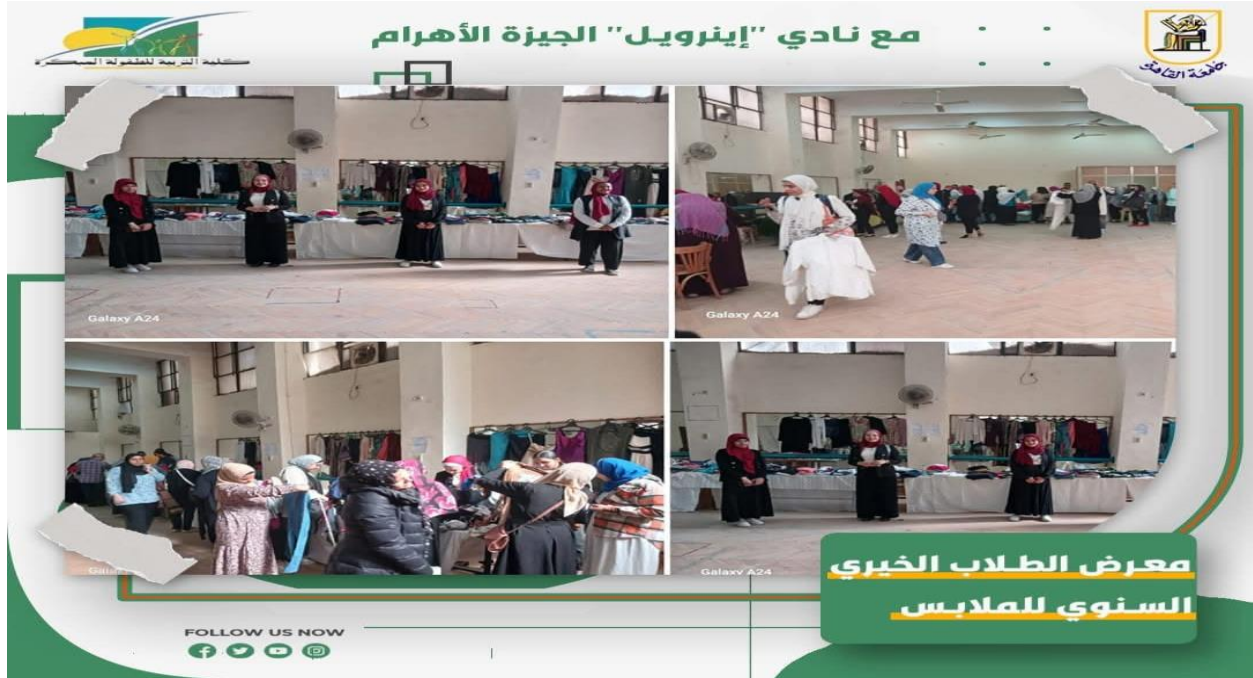 مع نادي "إينرويل" الجيزة الأهرام
كلية التربية للطفولة المبكرة
جامعة القاهرة
Galaxy A24
Galaxy A24
Galaxy A24
معرض الطلاب الخيري
السنوي للملابس
FOLLOW US NOW